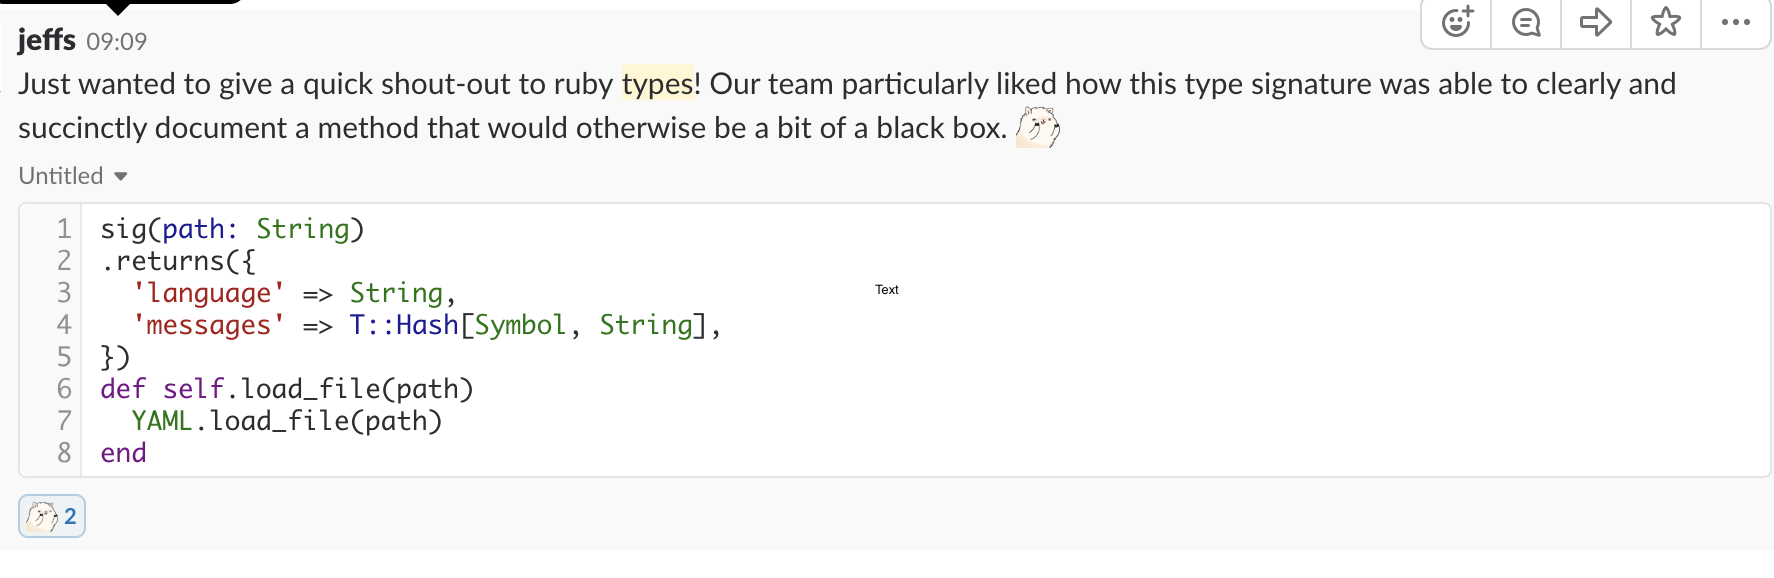 jeffs 09:09
Just wanted to give a quick shout-out to ruby types! Our team particularly liked how this type signature was able to clearly and
succinctly document a method that would otherwise be a bit of a black box.
Untitled
1 sig(path: String)
2 .returns({
3   'language' => String,
Text
4   'messages' => T::Hash[Symbol, String],
5 })
6 def self.load_file(path)
7   YAML.load_file(path)
8 end
2